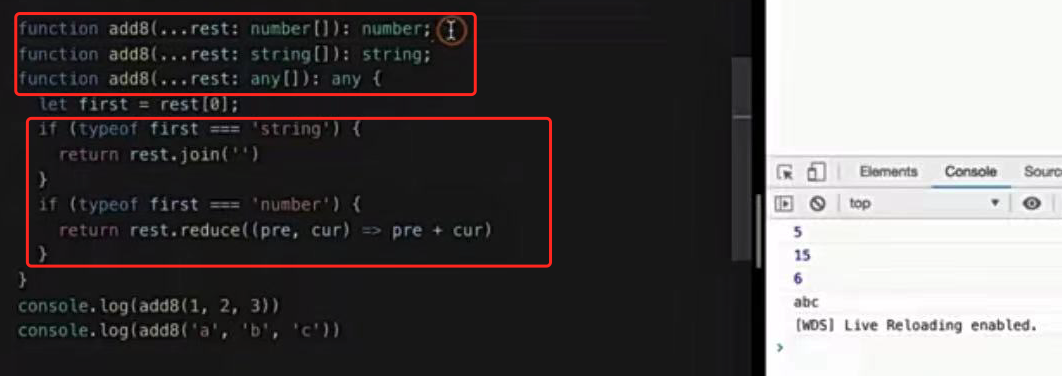 function add8(...rest: number[]): number;
function add8(...rest: string[]): string;
function add8(...rest: any[]): any {
  let first = rest[0];
  if (typeof first === 'string') {
    return rest.join('')
  }
  if (typeof first === 'number') {
    return rest.reduce((pre, cur) => pre + cur)
  }
}
console.log(add8(1, 2, 3))
console.log(add8('a', 'b', 'c'))
Elements Console Sourc
top
5
15
6
abc
[WDS] Live Reloading enabled.
>